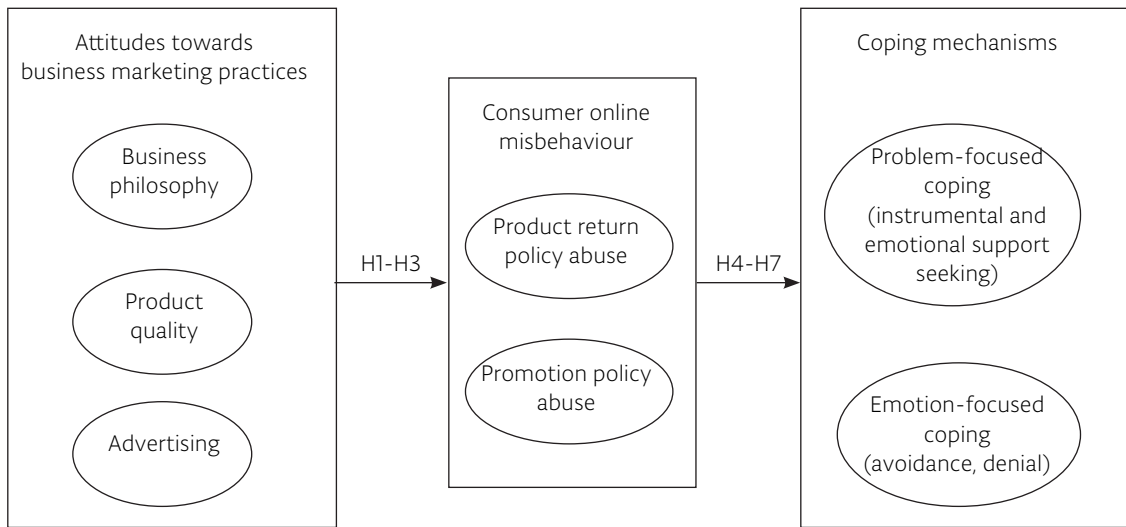 Attitudes towards
business marketing practices
Business
philosophy
Product
quality
Advertising
H1-H3
Consumer online
misbehaviour
Product return
policy abuse
Promotion policy
abuse
H4-H7
Coping mechanisms
Problem-focused
coping
(instrumental and
emotional support
seeking)
Emotion-focused
coping
(avoidance, denial)